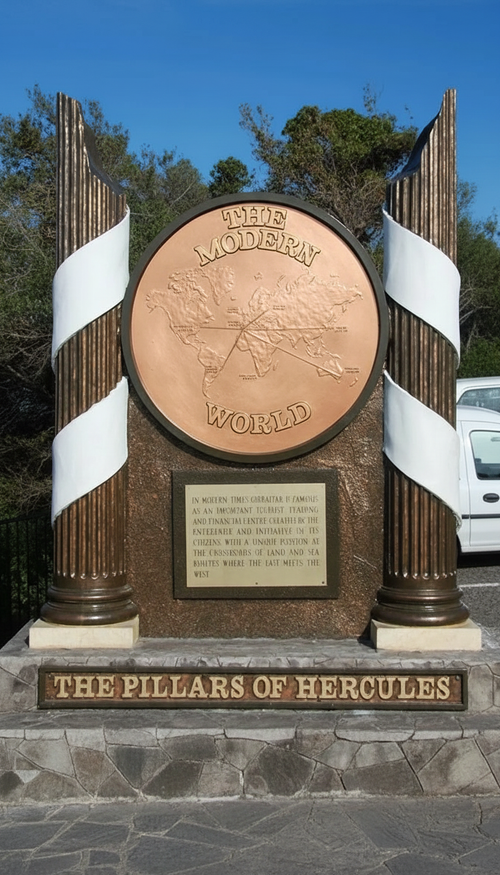 THE
MODERN
WORLD
IN MODERN TIMES GIBRALTAR IS FAMOUS
AS AN IMPORTANT TOURIST TRADING
AND FINANCIAL CENTRE CREATED BY THE
ENTERPRISE AND INITIATIVE OF ITS
CITIZENS. WITH A UNIQUE POSITION AT
THE CROSSROADS OF LAND AND SEA
ROUTES WHERE THE EAST MEETS THE
WEST
THE PILLARS OF HERCULES